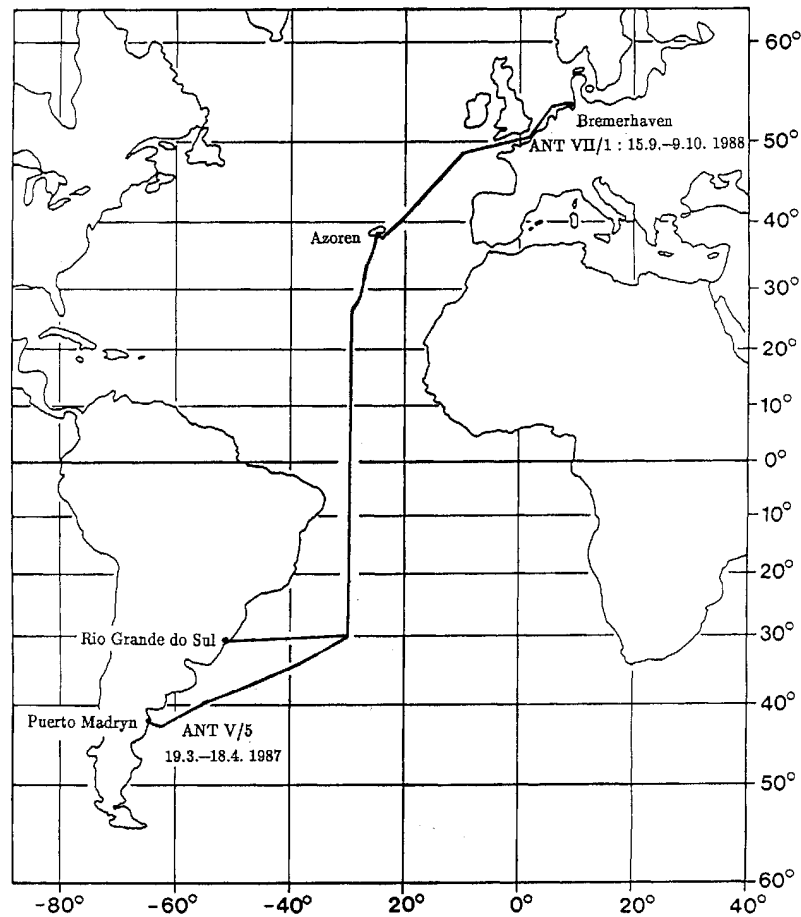 60°
Bremerhaven
50°
ANT VII/1 : 15.9.–9.10. 1988
Azoren
40°
30°
20°
10°
0°
10°
20°
Rio Grande do Sul
30°
Puerto Madryn
40°
ANT V/5
19.3.–18.4. 1987
50°
60°
-80° -60° -40° 20° 0° 20° 40°